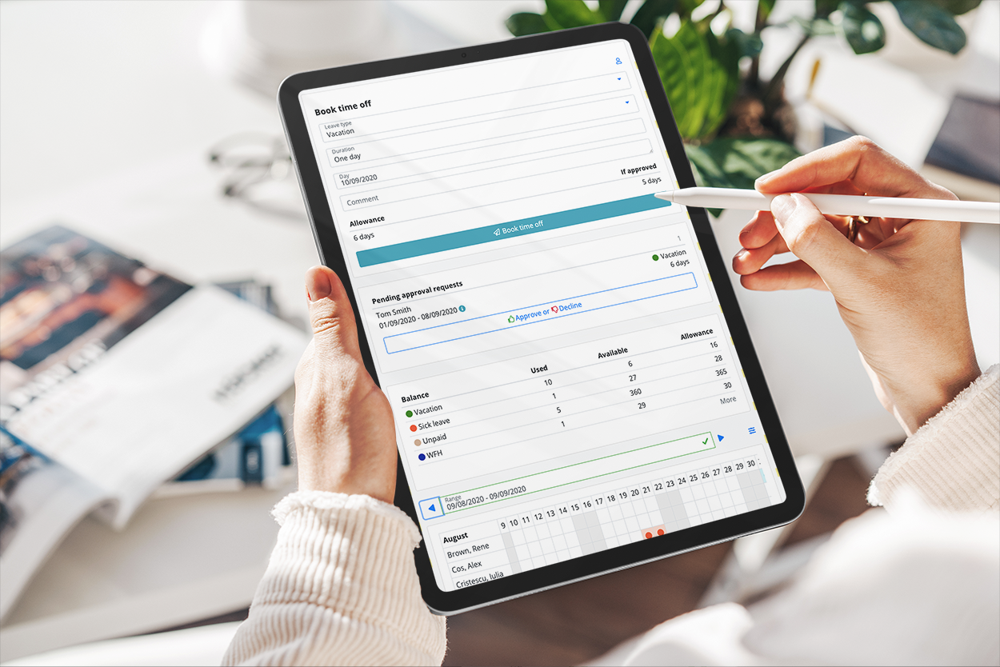 Book time off
Leave type
Vacation
Duration
One day
Day
10/09/2020
Comment
Allowance If approved
6 days 5 days
Book time off
Pending approval requests 1
Tom Smith Vacation
01/09/2020 - 08/09/2020 6 days
Approve or Decline
Balance Used Available Allowance
Vacation 10 6 16
Sick leave 1 27 28
Unpaid 5 360 365
WFH 1 29 30
More
Range
09/08/2020 - 09/09/2020
August 9 10 11 12 13 14 15 16 17 18 19 20 21 22 23 24 25 26 27 28 29 30
Brown, Rene
Cos, Alex
Cristescu, Iulia